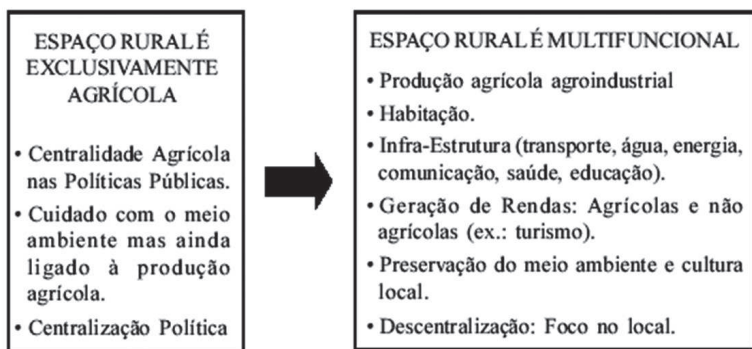 ESPAÇO RURAL É
EXCLUSIVAMENTE
AGRÍCOLA
• Centralidade Agrícola
nas Políticas Públicas.
• Cuidado com o meio
ambiente mas ainda
ligado à produção
agrícola.
• Centralização Política
ESPAÇO RURAL É MULTIFUNCIONAL
• Produção agrícola agroindustrial
• Habitação.
• Infra-Estrutura (transporte, água, energia,
comunicação, saúde, educação).
• Geração de Rendas: Agrícolas e não
agrícolas (ex.: turismo).
• Preservação do meio ambiente e cultura
local.
• Descentralização: Foco no local.